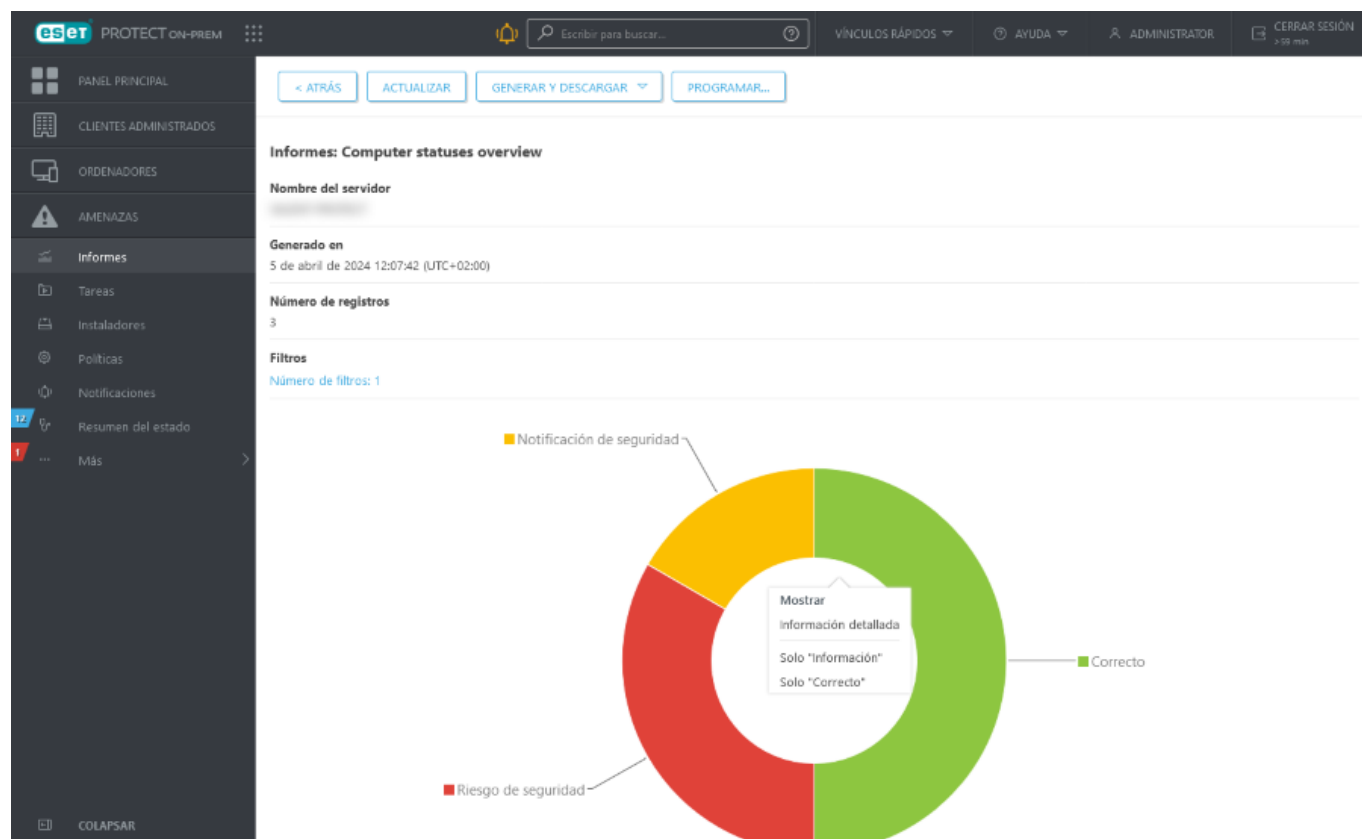 eset PROTECT ON-PREM
Escribir para buscar...
VÍNCULOS RÁPIDOS
AYUDA
ADMINISTRATOR
CERRAR SESIÓN
>59 min
PANEL PRINCIPAL
CLIENTES ADMINISTRADOS
ORDENADORES
AMENAZAS
Informes
Tareas
Instaladores
Políticas
Notificaciones
12
Resumen del estado
1
Más
COLAPSAR
< ATRÁS
ACTUALIZAR
GENERAR Y DESCARGAR
PROGRAMAR...
Informes: Computer statuses overview
Nombre del servidor
Generado en
5 de abril de 2024 12:07:42 (UTC+02:00)
Número de registros
3
Filtros
Número de filtros: 1
Notificación de seguridad
Mostrar
Información detallada
Solo "Información"
Solo "Correcto"
Correcto
Riesgo de seguridad